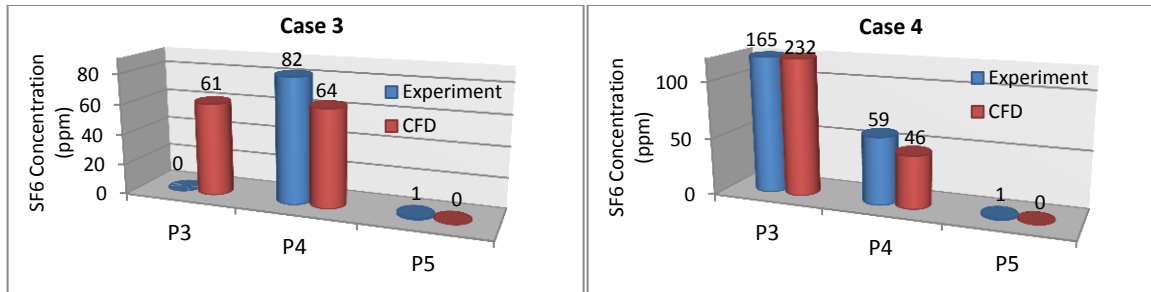 Case 3
SF6 Concentration
(ppm)
80
60
40
20
0
0
61
82
64
1
0
Experiment
CFD
P3
P4
P5
Case 4
SF6 Concentration
(ppm)
100
50
0
165
232
59
46
1
0
Experiment
CFD
P3
P4
P5